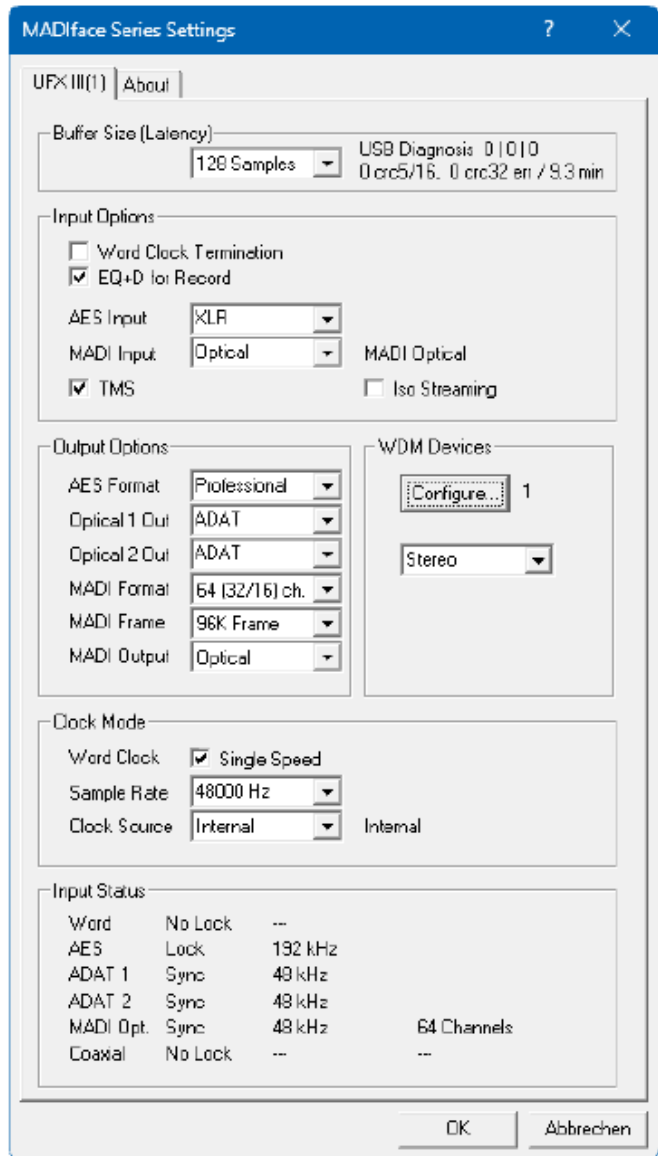 MADIface Series Settings ?
UFX III(1) About
Buffer Size (Latency)
128 Samples
USB Diagnosis 0 | 0 | 0
0 crc5/16, 0 crc32 err / 9.3 min
Input Options
Word Clock Termination
EQ+D for Record
AES Input XLR
MADI Input Optical MADI Optical
TMS Iso Streaming
Output Options
AES Format Professional
Optical 1 Out ADAT
Optical 2 Out ADAT
MADI Format 64 (32/16) ch.
MADI Frame 96K Frame
MADI Output Optical
WDM Devices
Configure... 1
Stereo
Clock Mode
Word Clock Single Speed
Sample Rate 48000 Hz
Clock Source Internal Internal
Input Status
Word No Lock ---
AES Lock 192 kHz
ADAT 1 Sync 48 kHz
ADAT 2 Sync 48 kHz
MADI Opt. Sync 48 kHz 64 Channels
Coaxial No Lock --- ---
OK Abbrechen